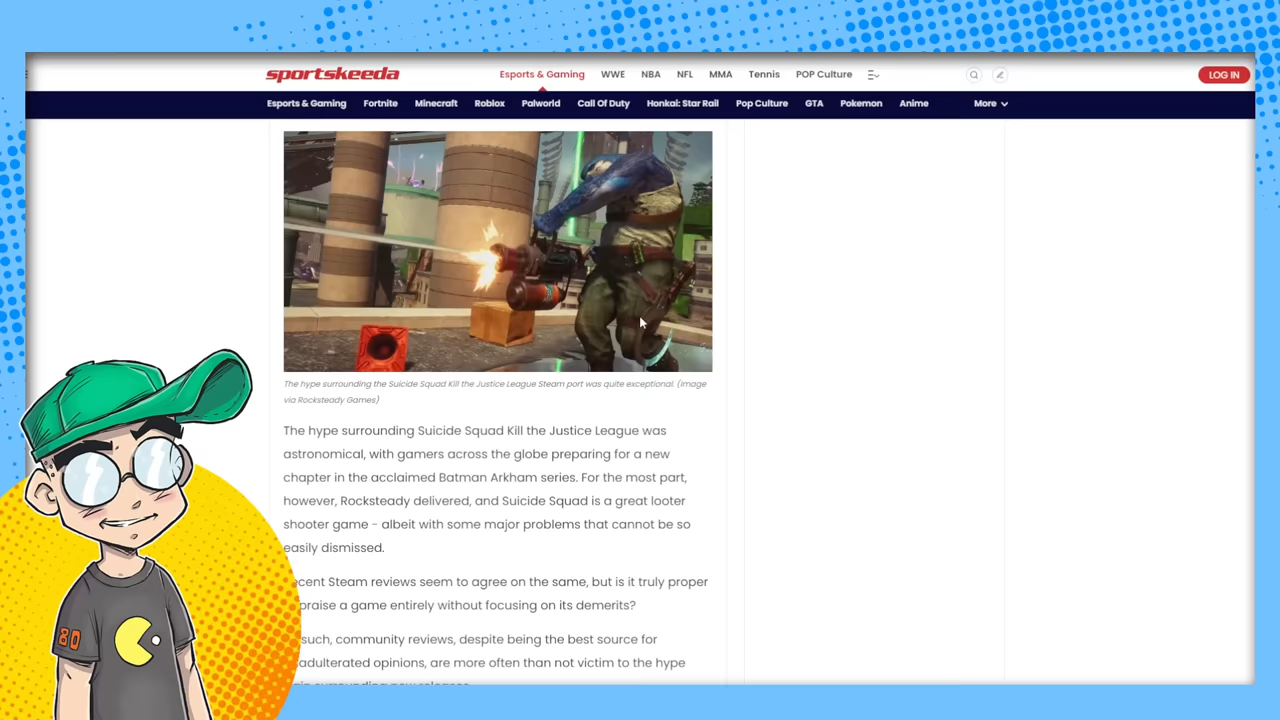 sportskeeda
Esports & Gaming WWE NBA NFL MMA Tennis POP Culture
LOG IN
Esports & Gaming Fortnite Minecraft Roblox Palworld Call Of Duty Honkai: Star Rail Pop Culture GTA Pokemon Anime More
The hype surrounding the Suicide Squad Kill the Justice League Steam port was quite exceptional. (Image
via Rocksteady Games)
The hype surrounding Suicide Squad Kill the Justice League was
astronomical, with gamers across the globe preparing for a new
chapter in the acclaimed Batman Arkham series. For the most part,
however, Rocksteady delivered, and Suicide Squad is a great looter
shooter game - albeit with some major problems that cannot be so
easily dismissed.
ecent Steam reviews seem to agree on the same, but is it truly proper
praise a game entirely without focusing on its demerits?
such, community reviews, despite being the best source for
adulterated opinions, are more often than not victim to the hype
80